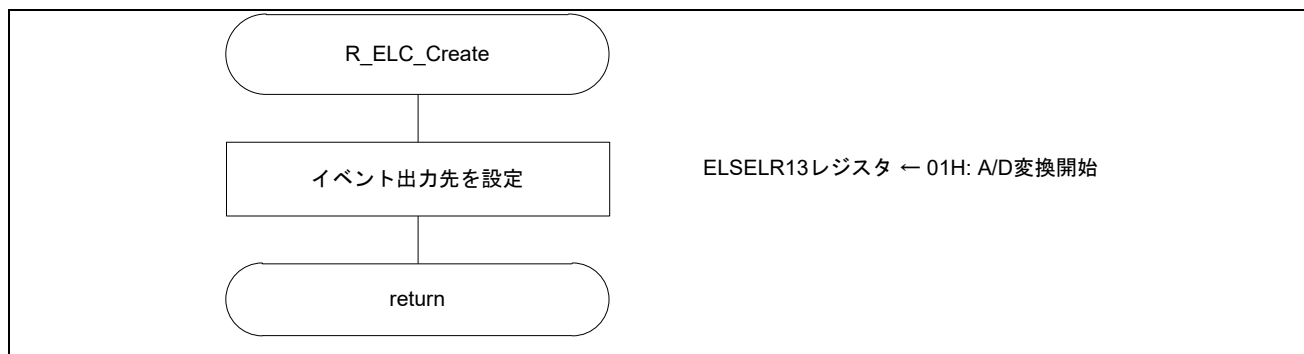 R_ELC_Create
イベント出力先を設定
ELSELR13レジスタ ← 01H: A/D変換開始
return